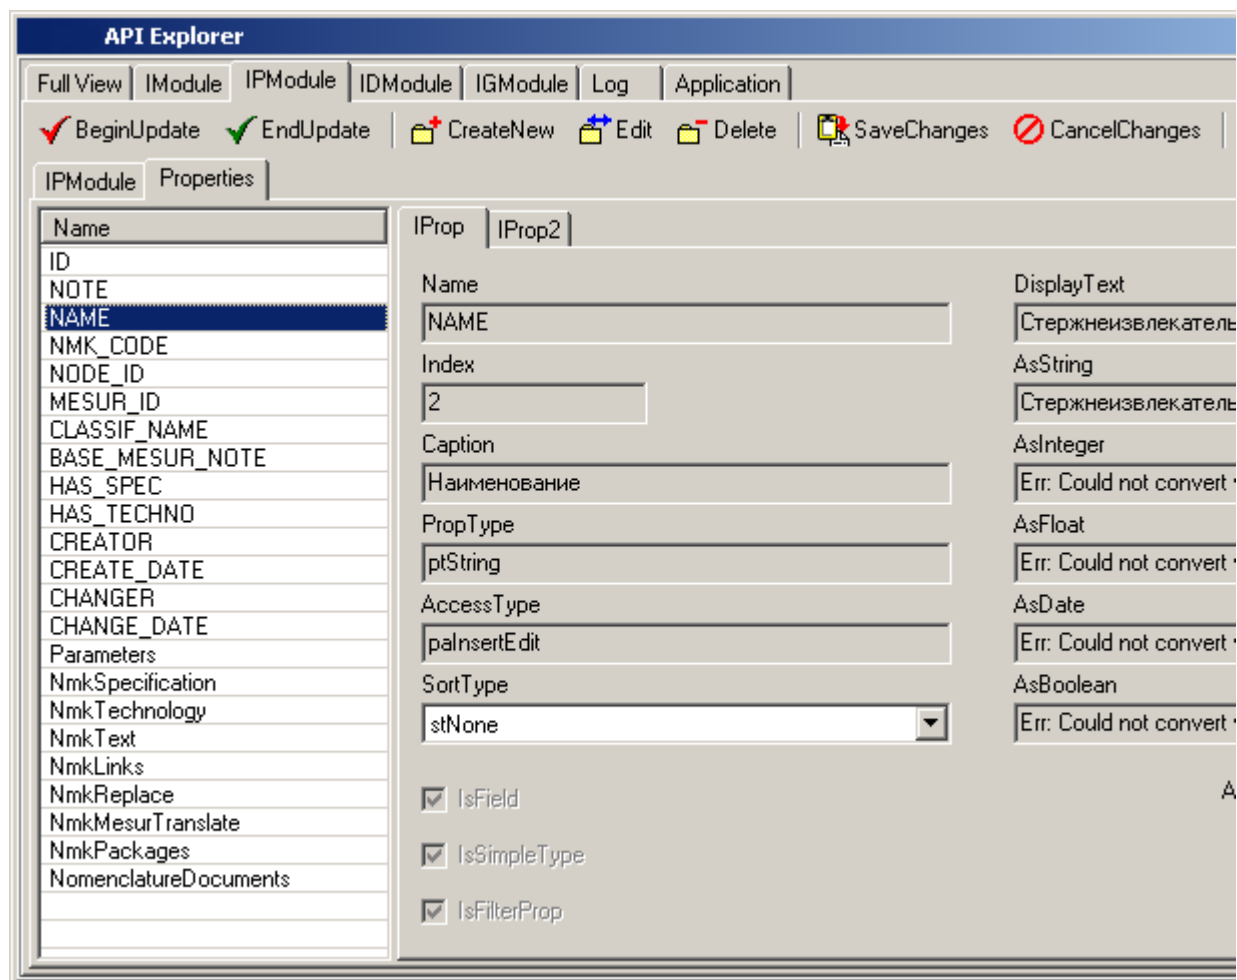 API Explorer
Full View IModule IPModule IDModule IGModule Log Application
BeginUpdate EndUpdate CreateNew Edit Delete SaveChanges CancelChanges
IPModule Properties
Name
ID
NOTE
NAME
NMK_CODE
NODE_ID
MESUR_ID
CLASSIF_NAME
BASE_MESUR_NOTE
HAS_SPEC
HAS_TECHNO
CREATOR
CREATE_DATE
CHANGER
CHANGE_DATE
Parameters
NmkSpecification
NmkTechnology
NmkText
NmkLinks
NmkReplace
NmkMesurTranslate
NmkPackages
NomenclatureDocuments
IProp IProp2
Name
NAME
Index
2
Caption
Наименование
PropType
ptString
AccessType
paInsertEdit
SortType
stNone
IsField
IsSimpleType
IsFilterProp
DisplayText
Стержнеизвлекатель
AsString
Стержнеизвлекатель
AsInteger
Err: Could not convert
AsFloat
Err: Could not convert
AsDate
Err: Could not convert
AsBoolean
Err: Could not convert
A